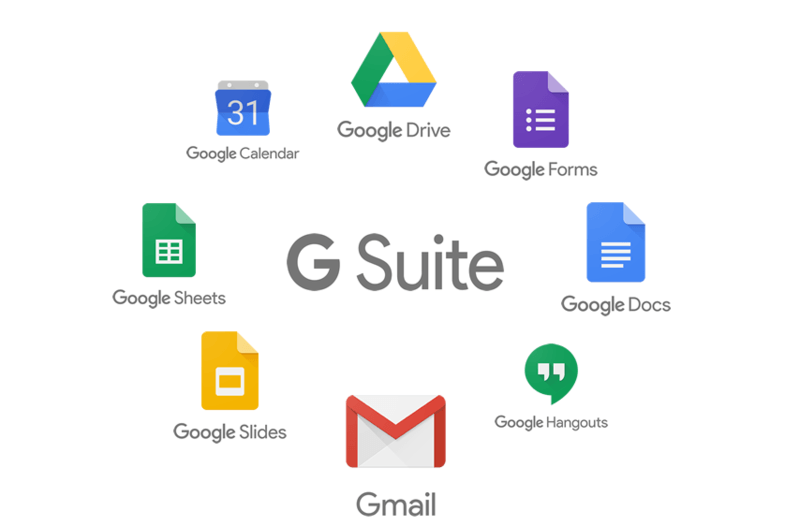 Google Drive
31
Google Calendar
Google Forms
G Suite
Google Sheets
Google Docs
Google Slides
Google Hangouts
Gmail